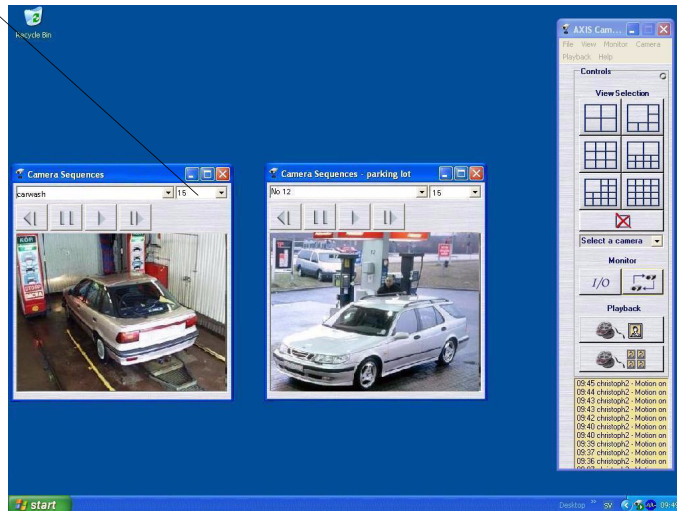 Recycle Bin
AXIS Cam...
File View Monitor Camera
Playback Help
Controls
View Selection
Select a camera
Monitor
I/O
Playback
09:45 christoph2 - Motion on
09:44 christoph2 - Motion on
09:43 christoph2 - Motion on
09:43 christoph2 - Motion on
09:42 christoph2 - Motion on
09:40 christoph2 - Motion on
09:40 christoph2 - Motion on
09:39 christoph2 - Motion on
09:37 christoph2 - Motion on
09:36 christoph2 - Motion on
Camera Sequences
carwash 15
KÖR
STOPP
BACKA
Camera Sequences - parking lot
No 12 15
12
start
Desktop » SV